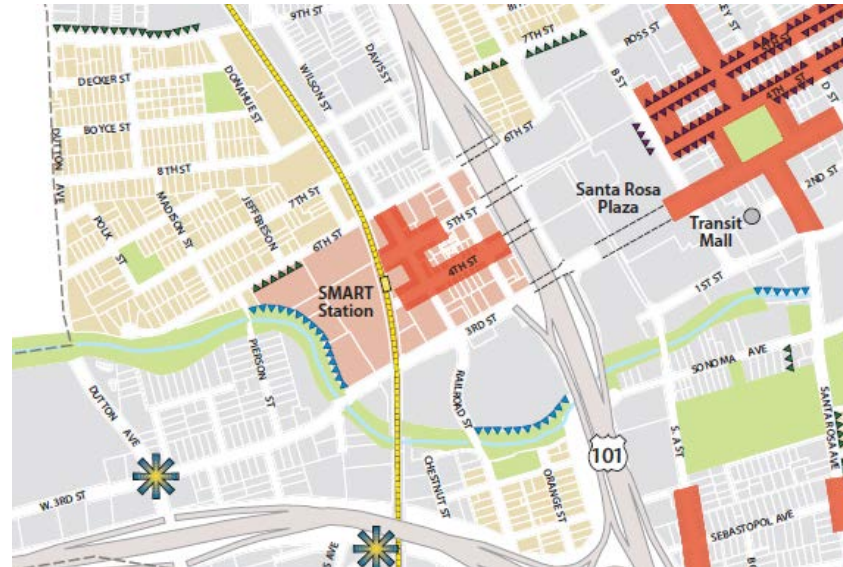 9TH ST
WILSON ST
DAVIS ST
7TH ST
ROSS ST
B ST
DECKER ST
DONAHUE ST
4TH ST
D ST
BOYCE ST
DUTTON AVE
6TH ST
2ND ST
8TH ST
Santa Rosa
Plaza
7TH ST
JEFFERSON
MADISON ST
POLK ST
5TH ST
Transit
Mall
6TH ST
4TH ST
SMART
Station
1ST ST
3RD ST
PIERSON ST
SONOMA AVE
RAILROAD ST
DUTTON AVE
SANTA ROSA AVE
S. A ST
101
CHESTNUT ST
ORANGE ST
W. 3RD ST
SEBASTOPOL AVE